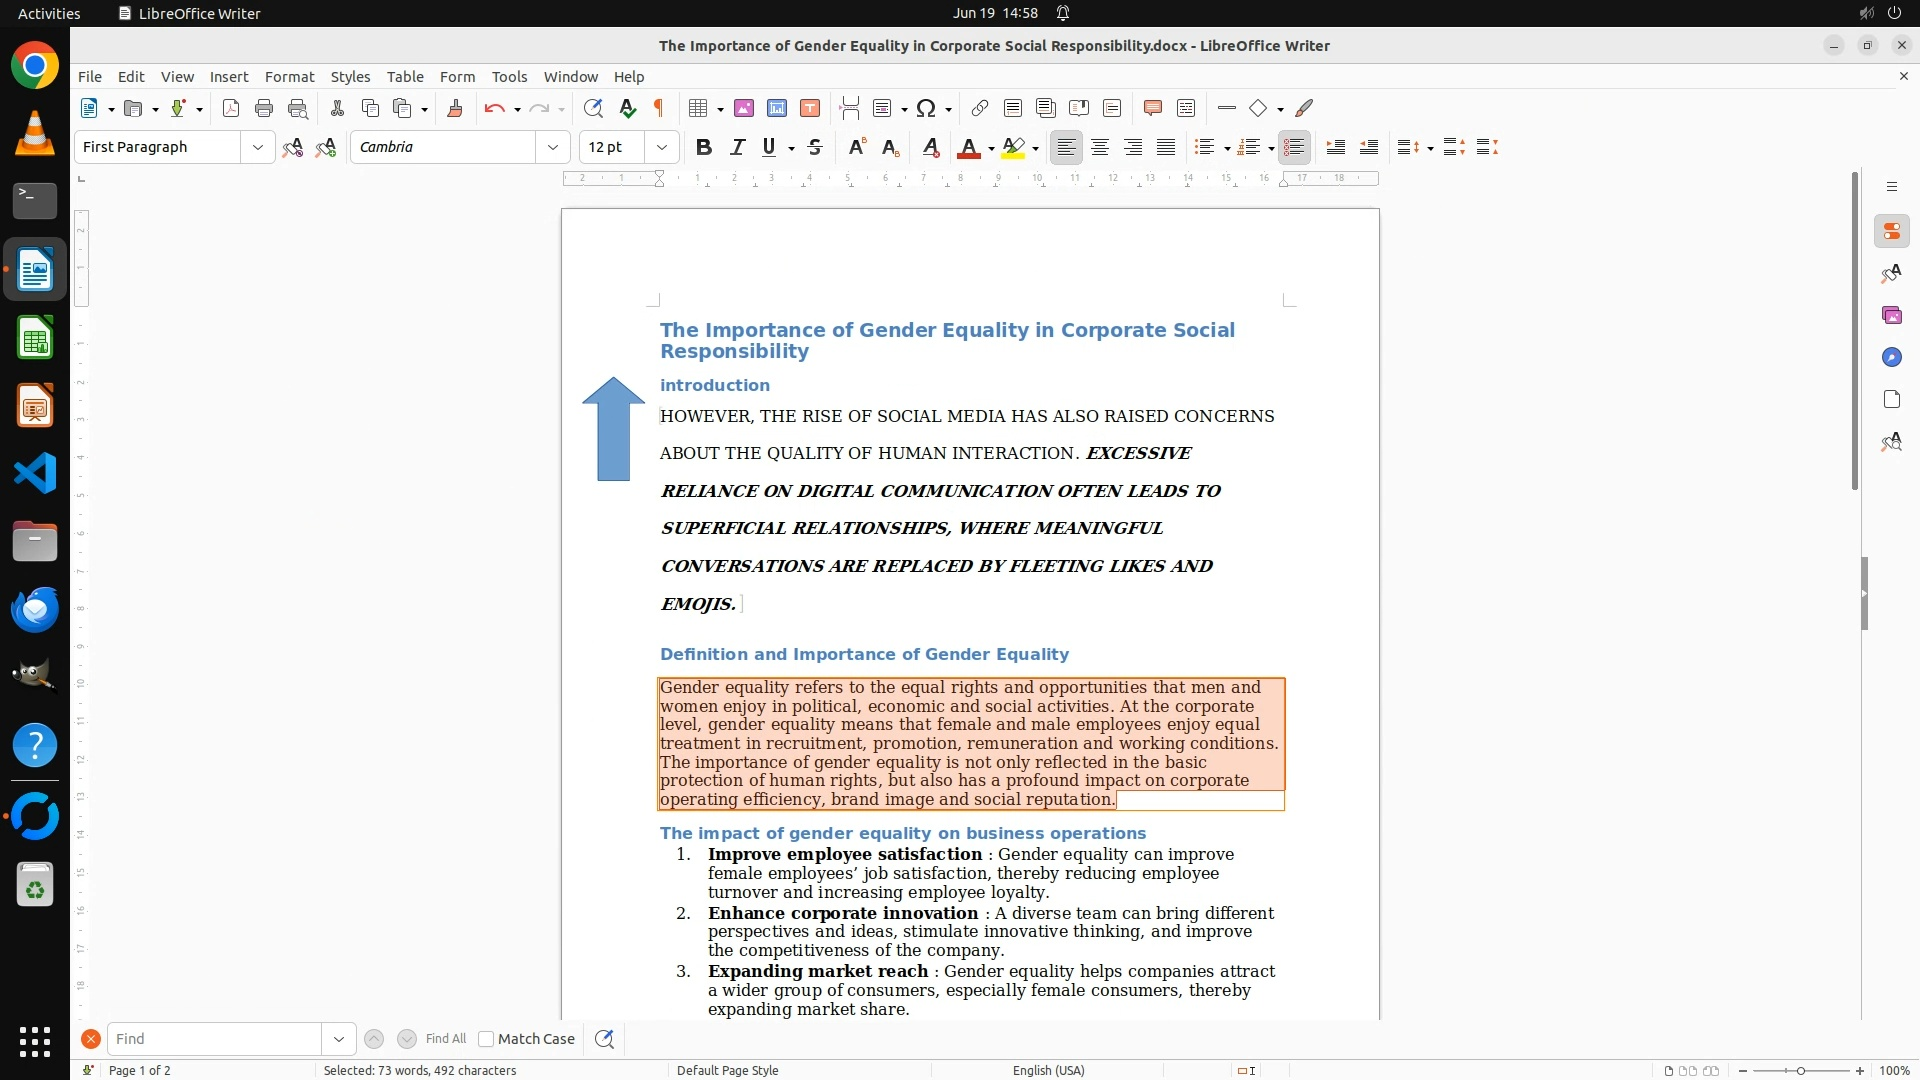 Activities
LibreOffice Writer
Jun 19 14:58
The Importance of Gender Equality in Corporate Social Responsibility.docx - LibreOffice Writer
File Edit View Insert Format Styles Table Form Tools Window Help
First Paragraph
Cambria
12 pt
The Importance of Gender Equality in Corporate Social
Responsibility
introduction
HOWEVER, THE RISE OF SOCIAL MEDIA HAS ALSO RAISED CONCERNS
ABOUT THE QUALITY OF HUMAN INTERACTION. EXCESSIVE
RELIANCE ON DIGITAL COMMUNICATION OFTEN LEADS TO
SUPERFICIAL RELATIONSHIPS, WHERE MEANINGFUL
CONVERSATIONS ARE REPLACED BY FLEETING LIKES AND
EMOJIS.
Definition and Importance of Gender Equality
Gender equality refers to the equal rights and opportunities that men and
women enjoy in political, economic and social activities. At the corporate
level, gender equality means that female and male employees enjoy equal
treatment in recruitment, promotion, remuneration and working conditions.
The importance of gender equality is not only reflected in the basic
protection of human rights, but also has a profound impact on corporate
operating efficiency, brand image and social reputation.
The impact of gender equality on business operations
1. Improve employee satisfaction : Gender equality can improve
female employees’ job satisfaction, thereby reducing employee
turnover and increasing employee loyalty.
2. Enhance corporate innovation : A diverse team can bring different
perspectives and ideas, stimulate innovative thinking, and improve
the competitiveness of the company.
3. Expanding market reach : Gender equality helps companies attract
a wider group of consumers, especially female consumers, thereby
expanding market share.
Find
Find All
Match Case
Page 1 of 2
Selected: 73 words, 492 characters
Default Page Style
English (USA)
100%